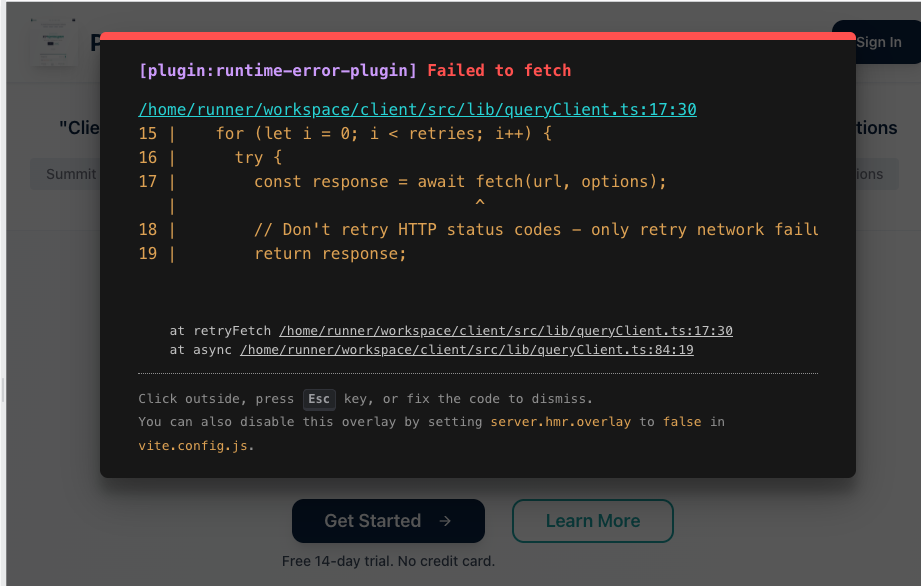 P
Sign In
[plugin:runtime-error-plugin] Failed to fetch
"Clie
tions
/home/runner/workspace/client/src/lib/queryClient.ts:17:30
15 |    for (let i = 0; i < retries; i++) {
16 |      try {
Summit
ions
17 |        const response = await fetch(url, options);
|                               ^
18 |        // Don't retry HTTP status codes – only retry network failu
19 |        return response;
at retryFetch /home/runner/workspace/client/src/lib/queryClient.ts:17:30
at async /home/runner/workspace/client/src/lib/queryClient.ts:84:19
Click outside, press Esc key, or fix the code to dismiss.
You can also disable this overlay by setting server.hmr.overlay to false in
vite.config.js.
Get Started →
Learn More
Free 14-day trial. No credit card.